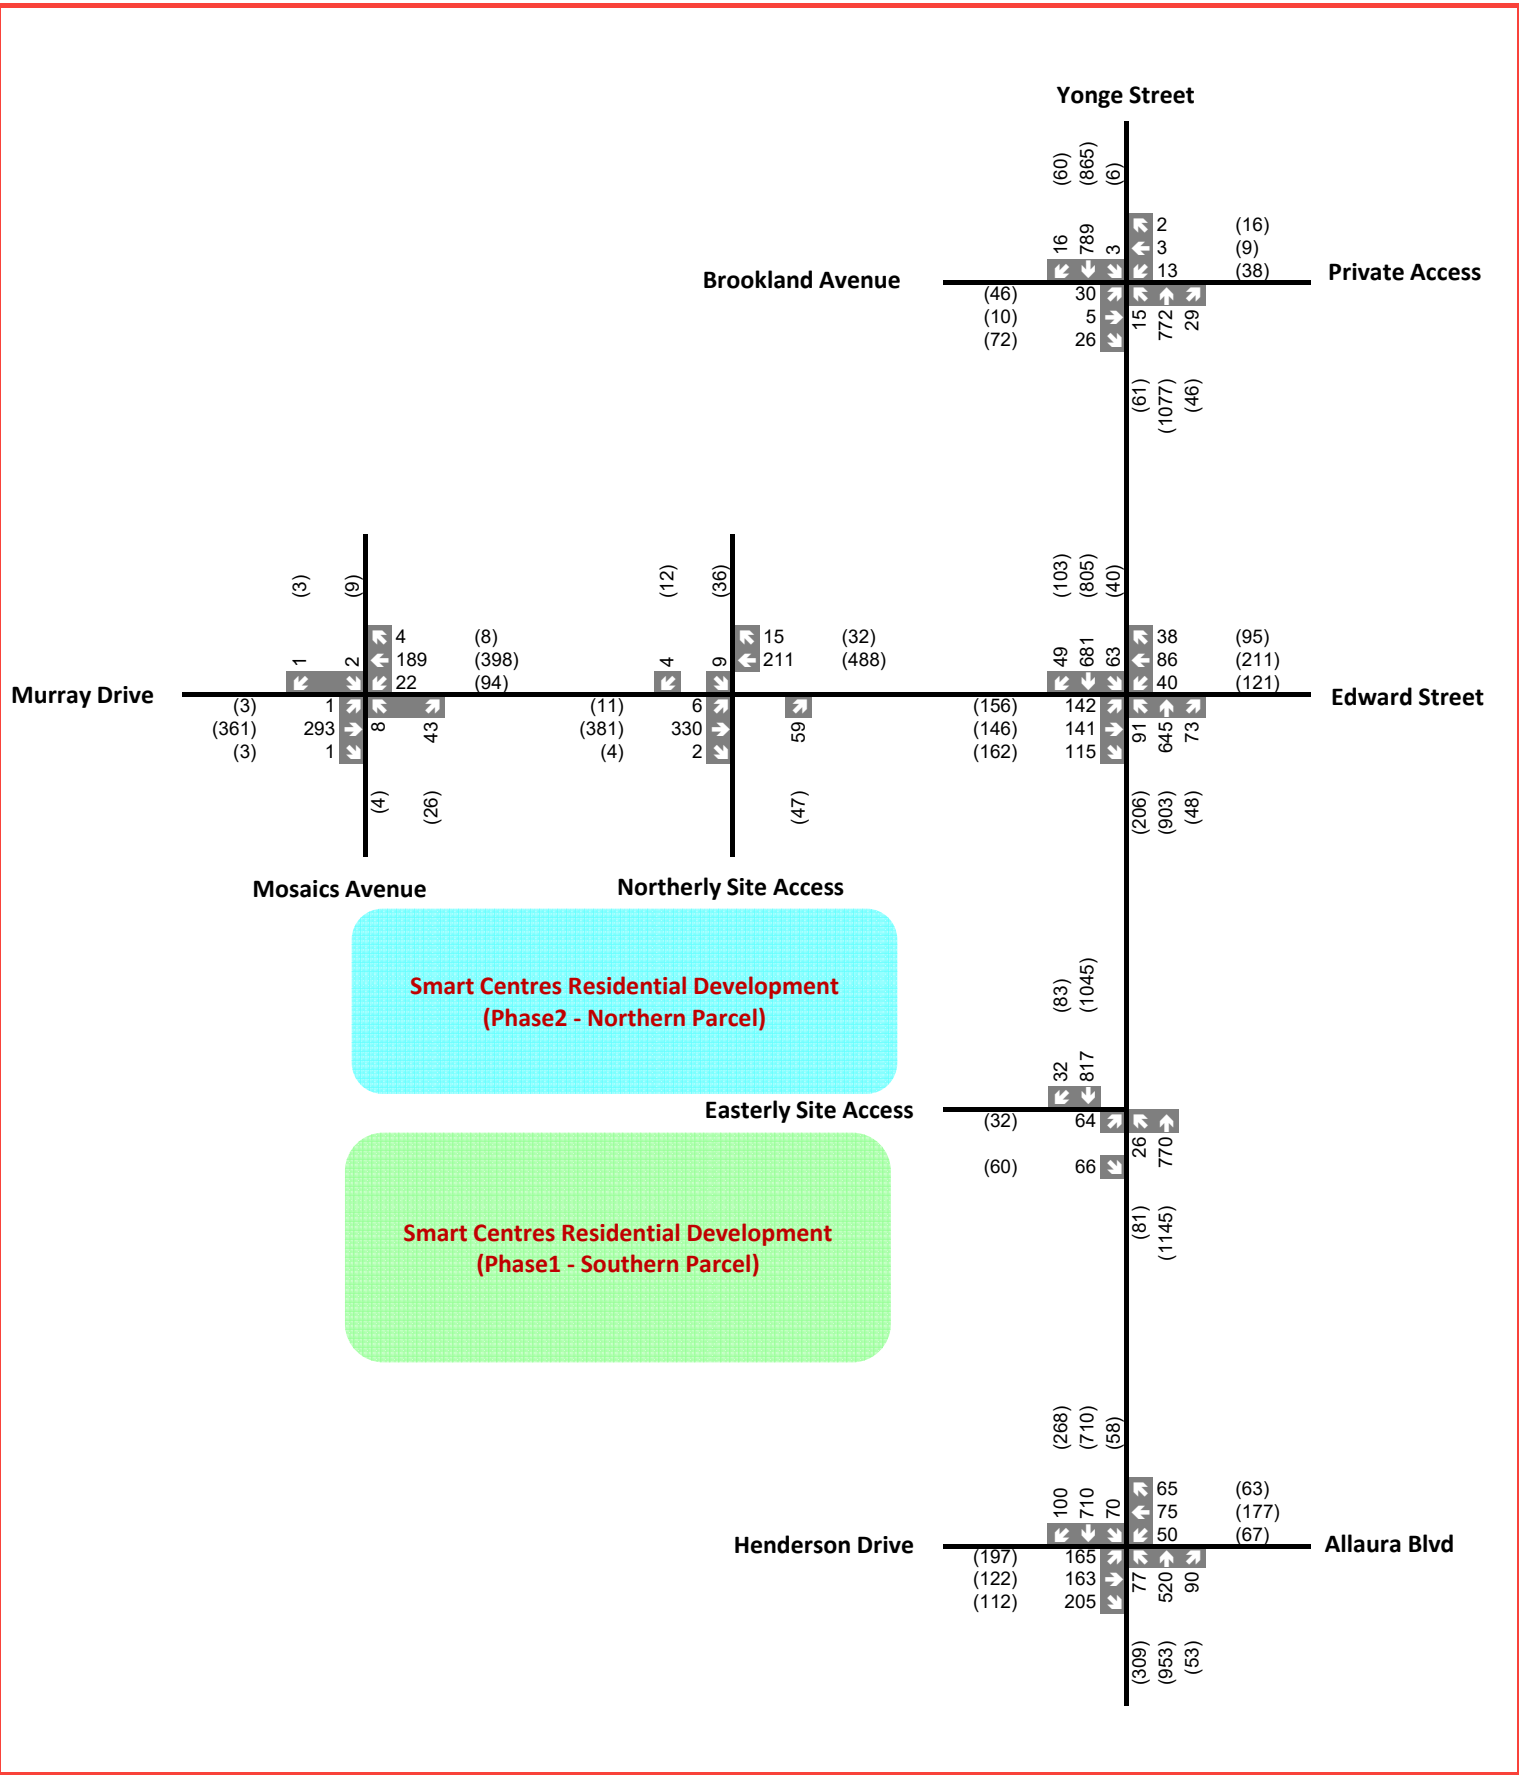 Yonge Street
(60) (865) (6)
16 789 3
2 (16)
3 (9)
13 (38)
Brookland Avenue
Private Access
(46) 30
(10) 5
(72) 26
15 772 29
(61) (1077) (46)
(3) (9)
(12) (36)
(103) (805) (40)
1 2
4 (8)
189 (398)
22 (94)
4 9
15 (32)
211 (488)
49 681 63
38 (95)
86 (211)
40 (121)
Murray Drive
Edward Street
(3) 1
(361) 293
(3) 1
8 43
(11) 6
(381) 330
(4) 2
59
(156) 142
(146) 141
(162) 115
91 645 73
(4) (26)
(47)
(206) (903) (48)
Mosaics Avenue
Northerly Site Access
Smart Centres Residential Development
(Phase2 - Northern Parcel)
(83) (1045)
32 817
Easterly Site Access
(32) 64
(60) 66
26 770
(81) (1145)
Smart Centres Residential Development
(Phase1 - Southern Parcel)
(268) (710) (58)
100 710 70
65 (63)
75 (177)
50 (67)
Henderson Drive
Allaura Blvd
(197) 165
(122) 163
(112) 205
77 520 90
(309) (953) (53)